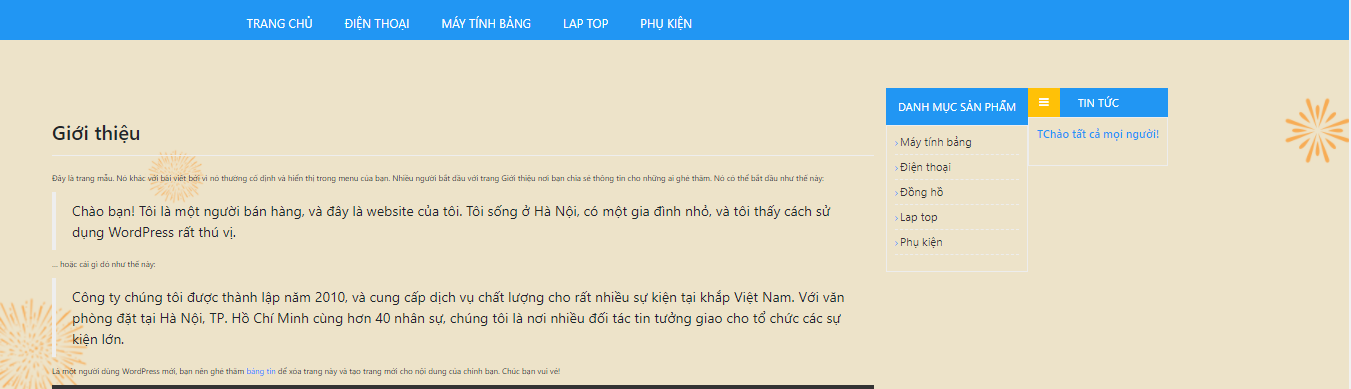 TRANG CHỦ ĐIỆN THOẠI MÁY TÍNH BẢNG LAP TOP PHỤ KIỆN
Giới thiệu
Đây là trang mẫu. Nó khác với bài viết bởi vì nó thường cố định và hiển thị trong menu của bạn. Nhiều người bắt đầu với trang Giới thiệu nơi bạn chia sẻ thông tin cho những ai ghé thăm. Nó có thể bắt đầu như thế này:
Chào bạn! Tôi là một người bán hàng, và đây là website của tôi. Tôi sống ở Hà Nội, có một gia đình nhỏ, và tôi thấy cách sử
dụng WordPress rất thú vị.
... hoặc cái gì đó như thế này:
Công ty chúng tôi được thành lập năm 2010, và cung cấp dịch vụ chất lượng cho rất nhiều sự kiện tại khắp Việt Nam. Với văn
phòng đặt tại Hà Nội, TP. Hồ Chí Minh cùng hơn 40 nhân sự, chúng tôi là nơi nhiều đối tác tin tưởng giao cho tổ chức các sự
kiện lớn.
Là một người dùng WordPress mới, bạn nên ghé thăm bảng tin để xóa trang này và tạo trang mới cho nội dung của chính bạn. Chúc bạn vui vẻ!
DANH MỤC SẢN PHẨM
› Máy tính bảng
› Điện thoại
› Đồng hồ
› Lap top
› Phụ kiện
TIN TỨC
TChào tất cả mọi người!